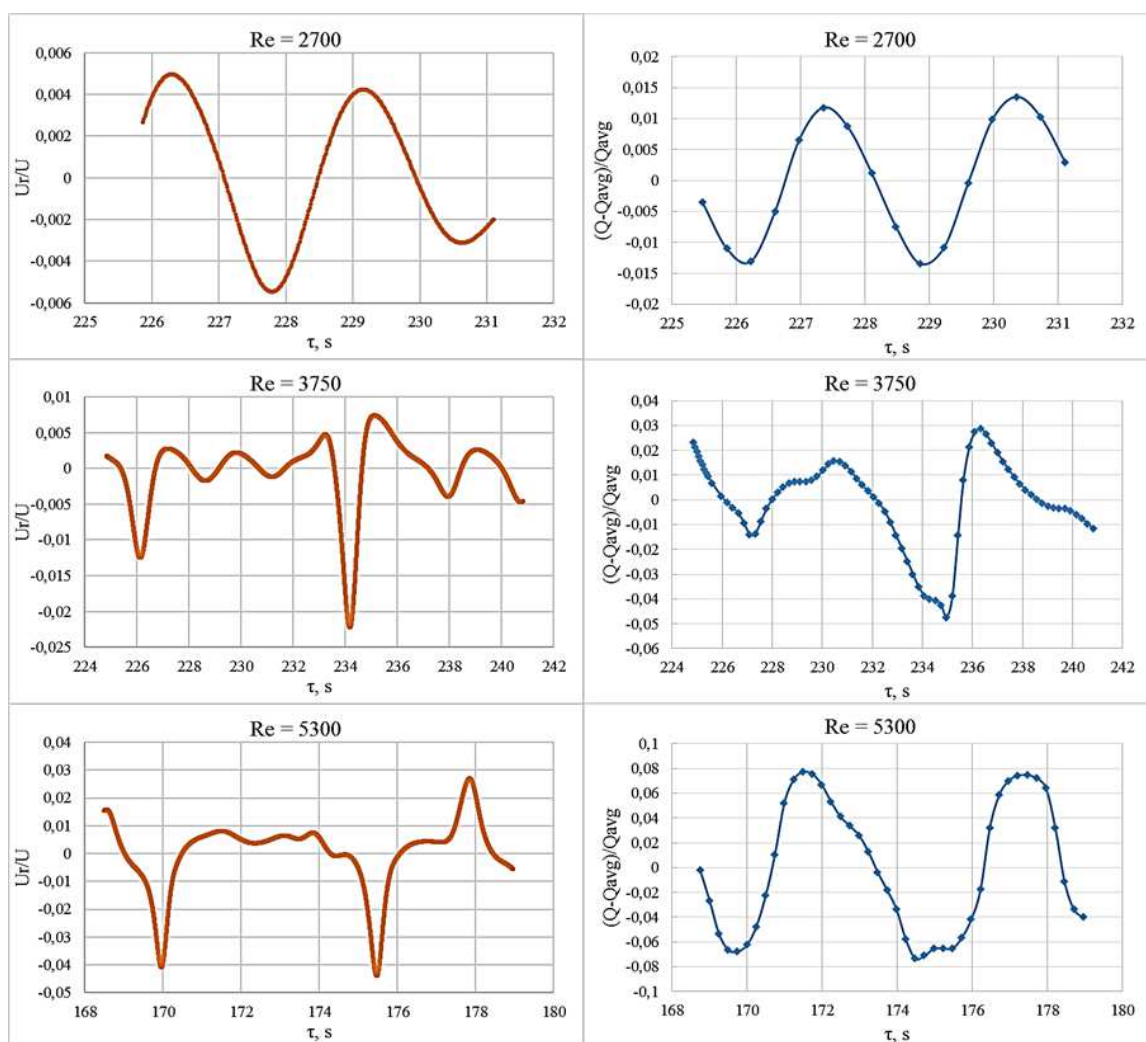 Re = 2700
0,006
0,004
0,002
0
-0,002
-0,004
-0,006
Ur/U
225 226 227 228 229 230 231 232
τ, s
Re = 2700
0,02
0,015
0,01
0,005
0
-0,005
-0,01
-0,015
-0,02
(Q-Qavg)/Qavg
225 226 227 228 229 230 231 232
τ, s
Re = 3750
0,01
0,005
0
-0,005
-0,01
-0,015
-0,02
-0,025
Ur/U
224 226 228 230 232 234 236 238 240 242
τ, s
Re = 3750
0,04
0,03
0,02
0,01
0
-0,01
-0,02
-0,03
-0,04
-0,05
-0,06
(Q-Qavg)/Qavg
224 226 228 230 232 234 236 238 240 242
τ, s
Re = 5300
0,04
0,03
0,02
0,01
0
-0,01
-0,02
-0,03
-0,04
-0,05
Ur/U
168 170 172 174 176 178 180
τ, s
Re = 5300
0,1
0,08
0,06
0,04
0,02
0
-0,02
-0,04
-0,06
-0,08
-0,1
(Q-Qavg)/Qavg
168 170 172 174 176 178 180
τ, s